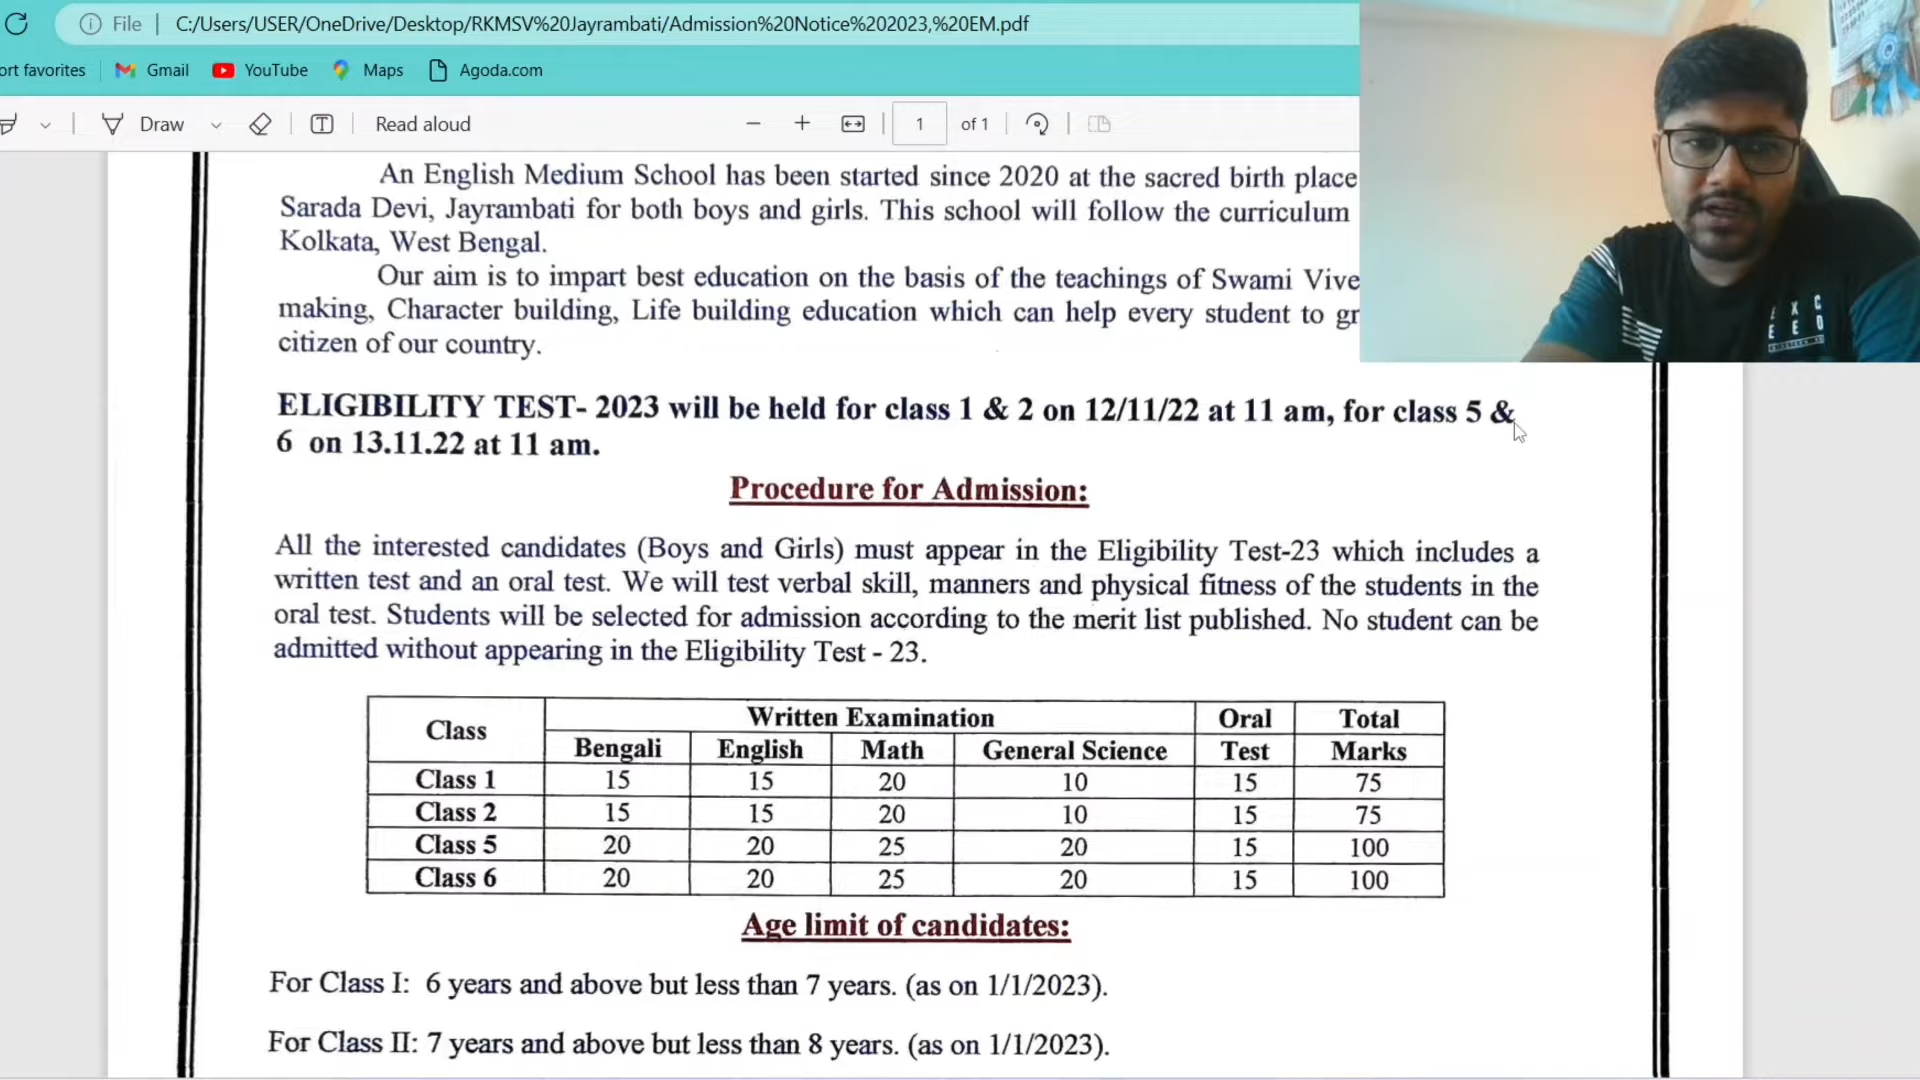 File
C:/Users/USER/OneDrive/Desktop/RKMSV%20Jayrambati/Admission%20Notice%202023,%20EM.pdf
ort favorites
Gmail
YouTube
Maps
Agoda.com
Draw
T
Read aloud
1
of 1
An English Medium School has been started since 2020 at the sacred birth place
Sarada Devi, Jayrambati for both boys and girls. This school will follow the curriculum
Kolkata, West Bengal.
Our aim is to impart best education on the basis of the teachings of Swami Vive
making, Character building, Life building education which can help every student to gr
citizen of our country.
ELIGIBILITY TEST- 2023 will be held for class 1 & 2 on 12/11/22 at 11 am, for class 5 &
6 on 13.11.22 at 11 am.
Procedure for Admission:
All the interested candidates (Boys and Girls) must appear in the Eligibility Test-23 which includes a
written test and an oral test. We will test verbal skill, manners and physical fitness of the students in the
oral test. Students will be selected for admission according to the merit list published. No student can be
admitted without appearing in the Eligibility Test - 23.
Class Written Examination Oral Total
Bengali English Math General Science Test Marks
Class 1 15 15 20 10 15 75
Class 2 15 15 20 10 15 75
Class 5 20 20 25 20 15 100
Class 6 20 20 25 20 15 100
Age limit of candidates:
For Class I: 6 years and above but less than 7 years. (as on 1/1/2023).
For Class II: 7 years and above but less than 8 years. (as on 1/1/2023).
E X C
E E D